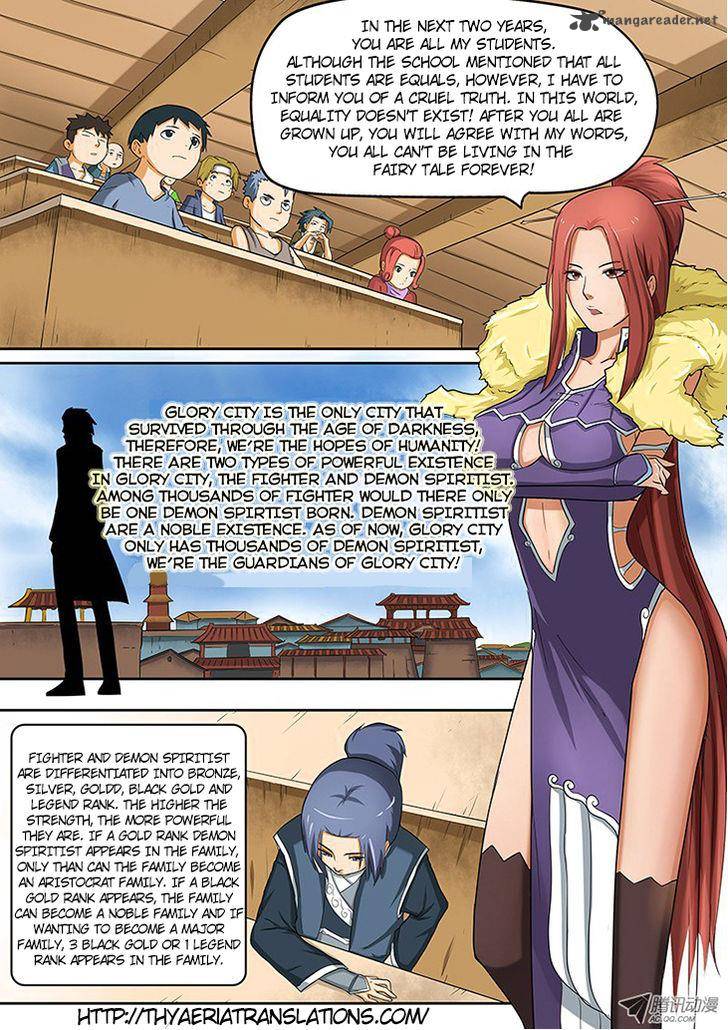 mangareader.net
IN THE NEXT TWO YEARS,
YOU ARE ALL MY STUDENTS.
ALTHOUGH THE SCHOOL MENTIONED THAT ALL
STUDENTS ARE EQUALS, HOWEVER, I HAVE TO
INFORM YOU OF A CRUEL TRUTH. IN THIS WORLD,
EQUALITY DOESN'T EXIST! AFTER YOU ALL ARE
GROWN UP, YOU WILL AGREE WITH MY WORDS,
YOU ALL CAN'T BE LIVING IN THE
FAIRY TALE FOREVER!
GLORY CITY IS THE ONLY CITY THAT
SURVIVED THROUGH THE AGE OF DARKNESS,
THEREFORE, WE'RE THE HOPES OF HUMANITY!
THERE ARE TWO TYPES OF POWERFUL EXISTENCE
IN GLORY CITY, THE FIGHTER AND DEMON SPIRITIST.
AMONG THOUSANDS OF FIGHTER WOULD THERE ONLY
BE ONE DEMON SPIRTIST BORN. DEMON SPIRITIST
ARE A NOBLE EXISTENCE. AS OF NOW, GLORY CITY
ONLY HAS THOUSANDS OF DEMON SPIRITIST,
WE'RE THE GUARDIANS OF GLORY CITY!
FIGHTER AND DEMON SPIRITIST
ARE DIFFERENTIATED INTO BRONZE,
SILVER, GOLDD, BLACK GOLD AND
LEGEND RANK. THE HIGHER THE
STRENGTH, THE MORE POWERFUL
THEY ARE. IF A GOLD RANK DEMON
SPIRITIST APPEARS IN THE FAMILY,
ONLY THAN CAN THE FAMILY BECOME
AN ARISTOCRAT FAMILY. IF A BLACK
GOLD RANK APPEARS, THE FAMILY
CAN BECOME A NOBLE FAMILY AND IF
WANTING TO BECOME A MAJOR
FAMILY, 3 BLACK GOLD OR 1 LEGEND
RANK APPEARS IN THE FAMILY.
HTTP://THYAERIATRANSLATIONS.COM/
腾讯动漫
AC.QQ.COM